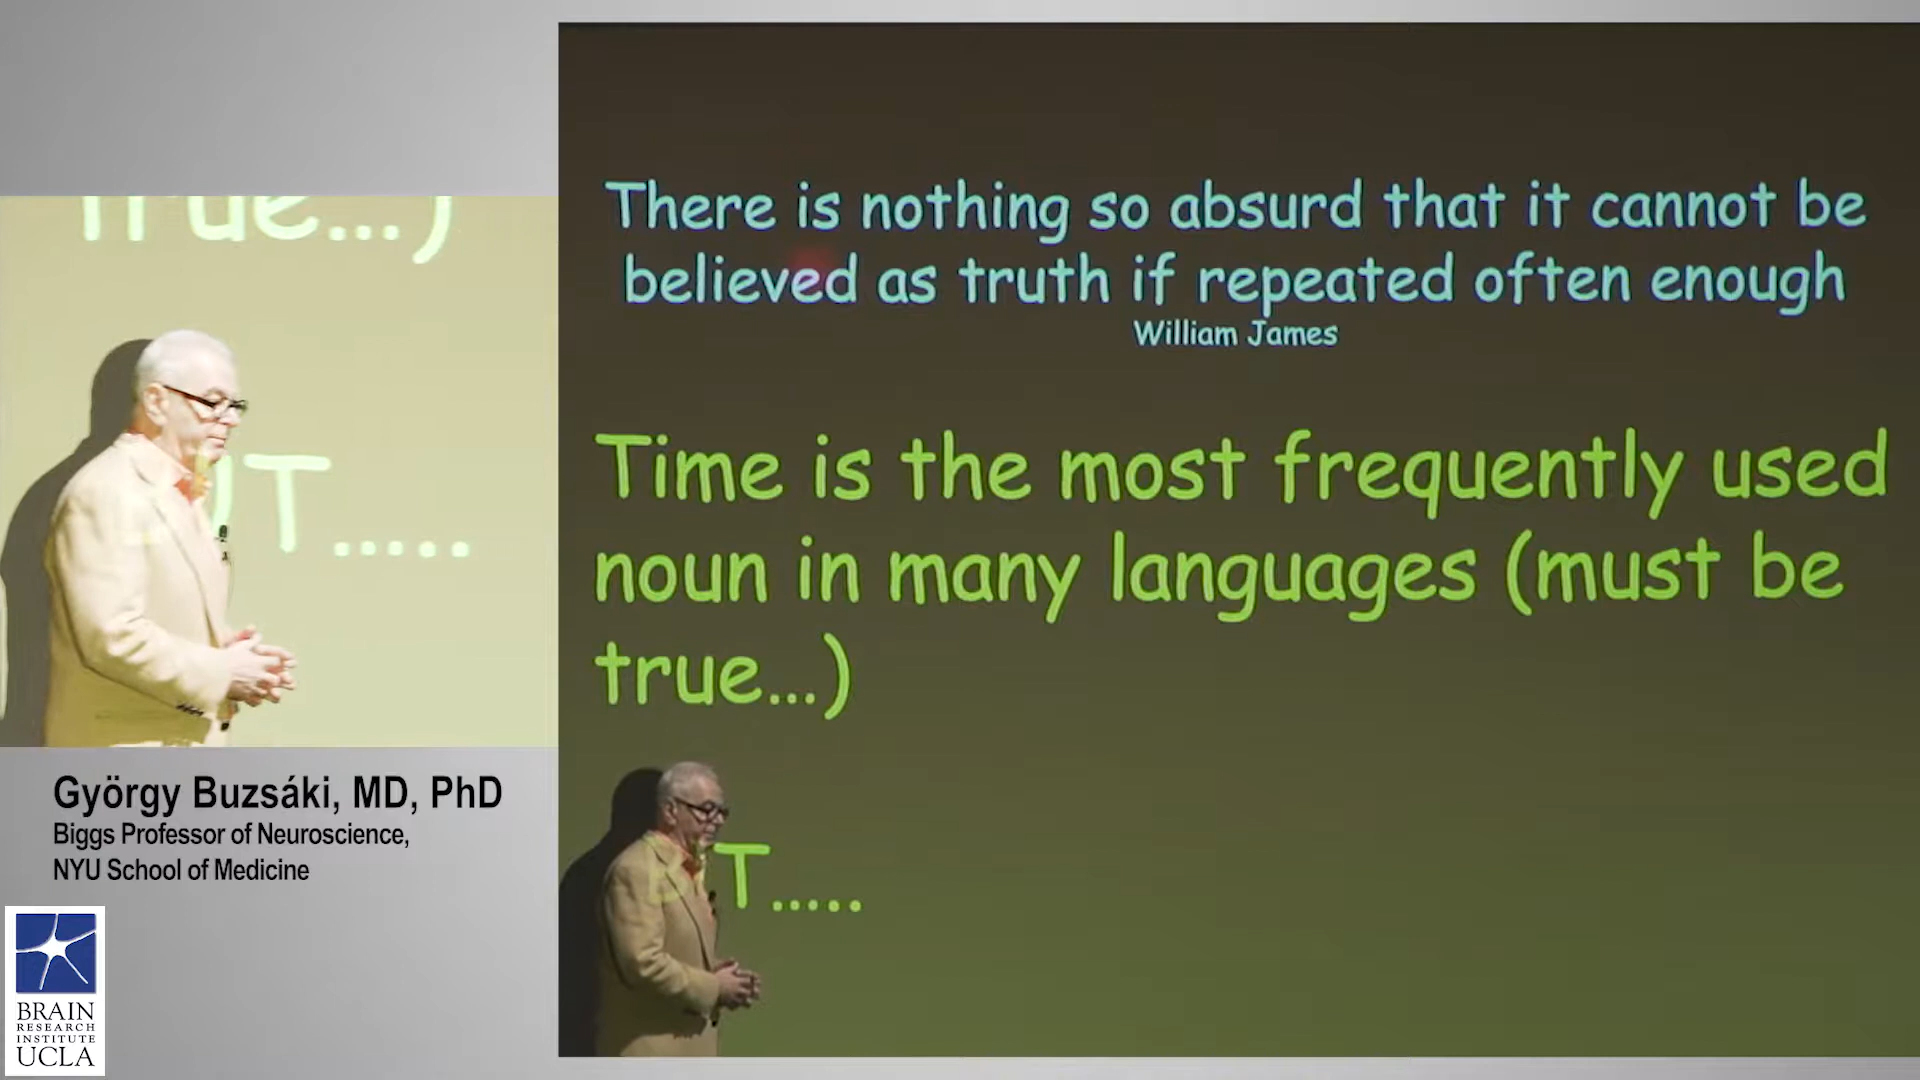 True...)
UT.....
György Buzsáki, MD, PhD
Biggs Professor of Neuroscience,
NYU School of Medicine
BRAIN
RESEARCH
INSTITUTE
UCLA
There is nothing so absurd that it cannot be
believed as truth if repeated often enough
William James
Time is the most frequently used
noun in many languages (must be
true...)
T.....